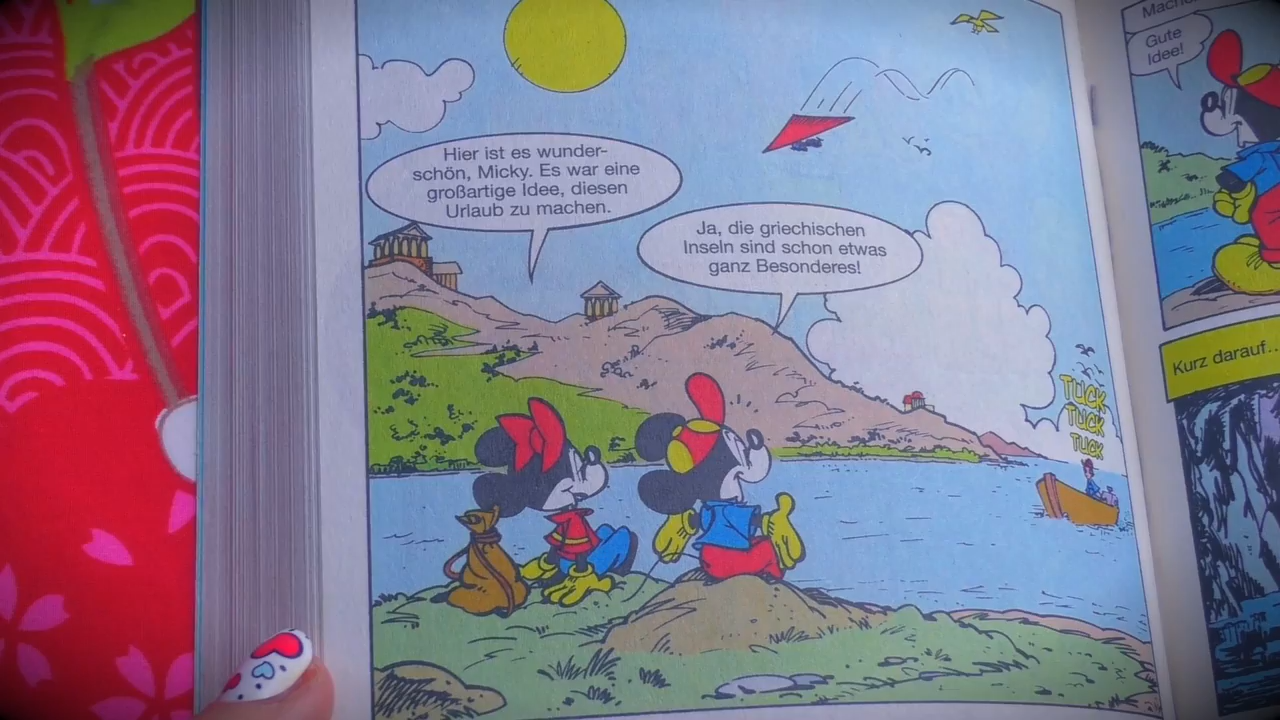 Hier ist es wunder-
schön, Micky. Es war eine
großartige Idee, diesen
Urlaub zu machen.
Ja, die griechischen
Inseln sind schon etwas
ganz Besonderes!
TUCK
TUCK
TUCK
Gute
Idee!
Kurz darauf...